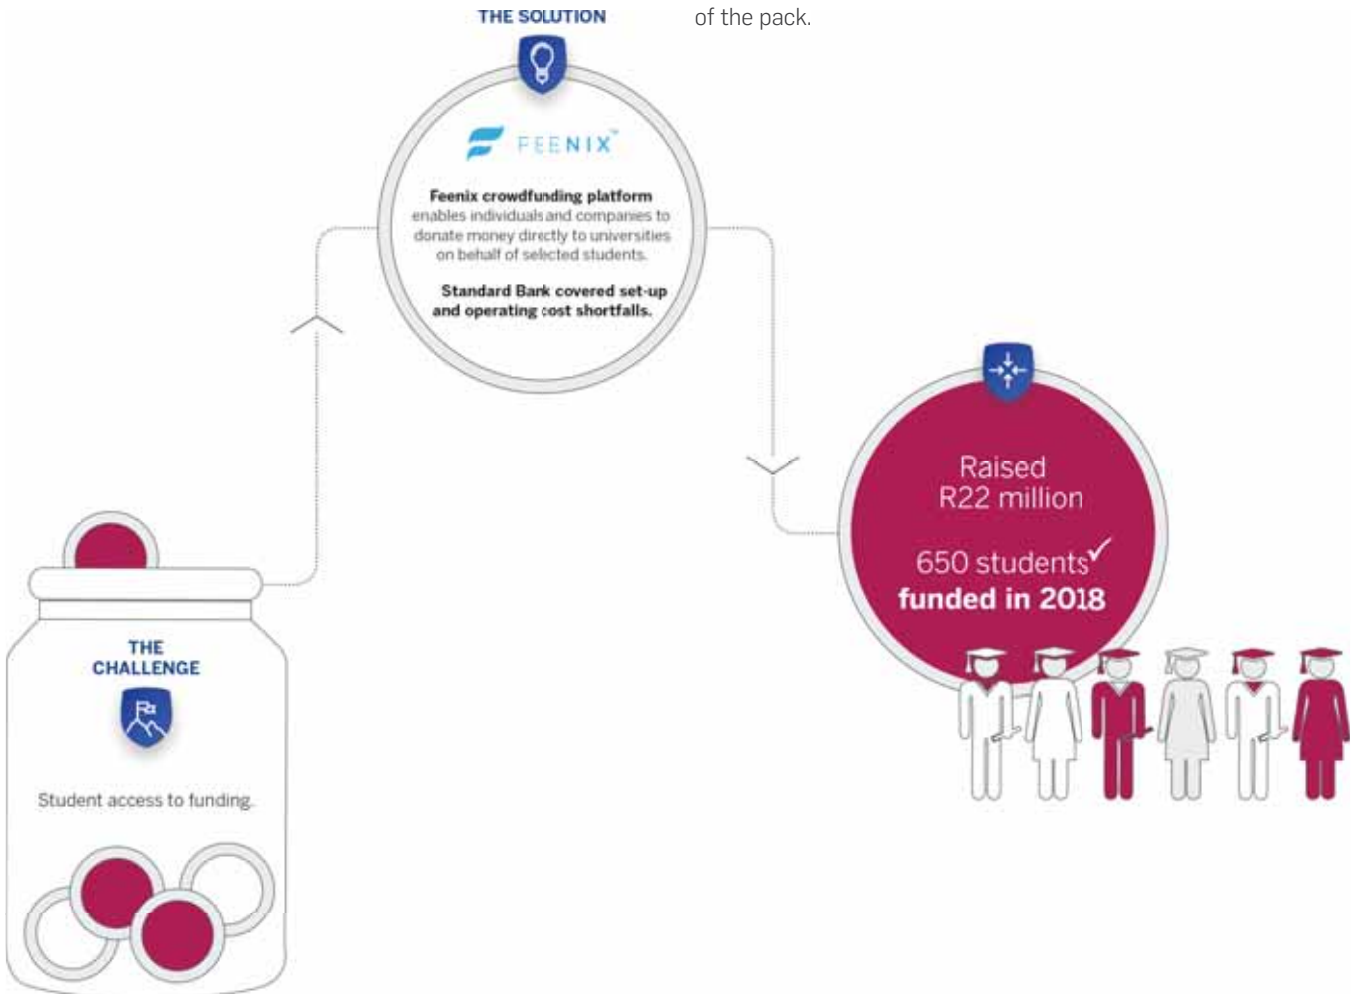 THE SOLUTION
of the pack.
FEENIX™
Feenix crowdfunding platform
enables individuals and companies to
donate money directly to universities
on behalf of selected students.
Standard Bank covered set-up
and operating cost shortfalls.
Raised
R22 million
650 students
funded in 2018
THE
CHALLENGE
Student access to funding.